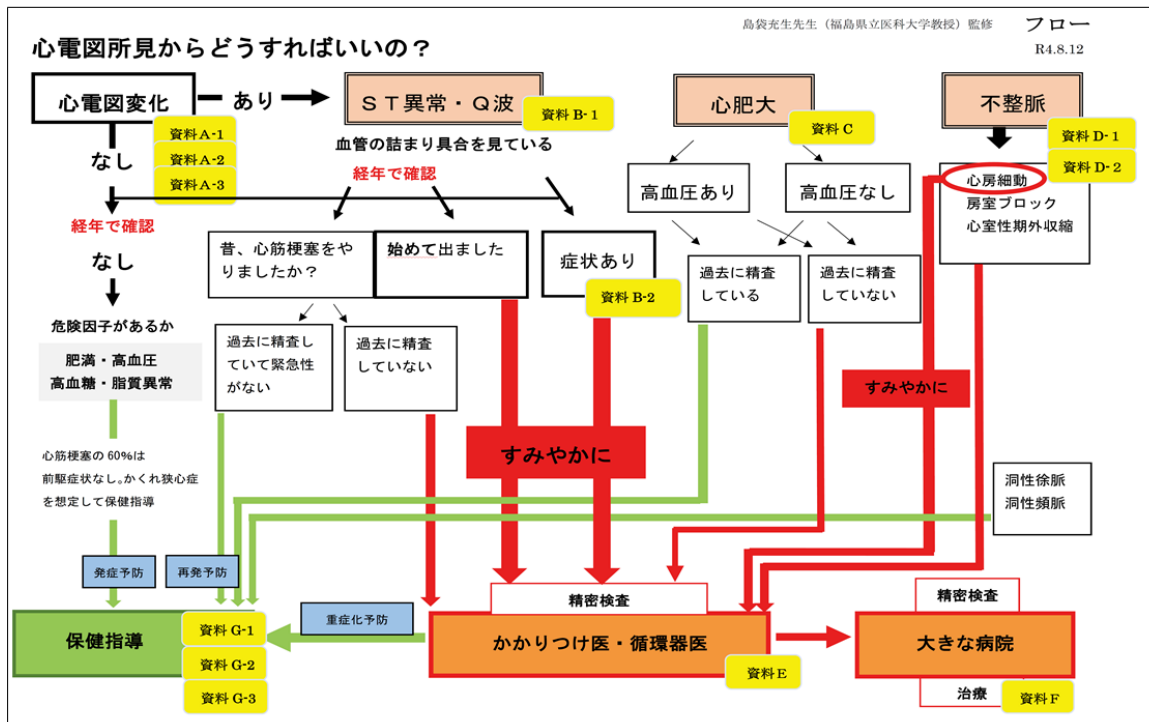 島袋充生先生（福島県立医科大学教授）監修
フロー
R4.8.12
心電図所見からどうすればいいの？
心電図変化
あり
ＳＴ異常・Ｑ波
心肥大
不整脈
資料A-1
資料A-2
資料A-3
資料 B-1
資料 C
資料 D-1
資料 D-2
なし
血管の詰まり具合を見ている
経年で確認
経年で確認
なし
高血圧あり
高血圧なし
心房細動
房室ブロック
心室性期外収縮
昔、心筋梗塞をや
りましたか？
始めて出ました
症状あり
資料 B-2
過去に精査
している
過去に精査
していない
危険因子があるか
肥満・高血圧
高血糖・脂質異常
過去に精査し
ていて緊急性
がない
過去に精査
していない
すみやかに
すみやかに
心筋梗塞の 60%は
前駆症状なし。かくれ狭心症
を想定して保健指導
洞性徐脈
洞性頻脈
発症予防
再発予防
精密検査
精密検査
重症化予防
保健指導
資料 G-1
資料 G-2
資料 G-3
かかりつけ医・循環器医
資料 E
大きな病院
治療
資料 F